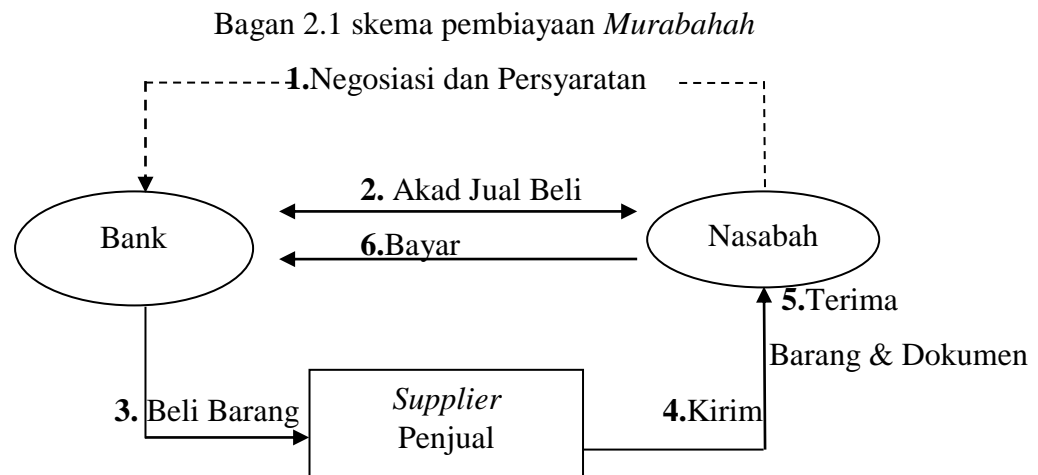 Bagan 2.1 skema pembiayaan Murabahah
1.Negosiasi dan Persyaratan
2. Akad Jual Beli
Bank
Nasabah
6.Bayar
5.Terima
Barang & Dokumen
3. Beli Barang
Supplier
Penjual
4.Kirim